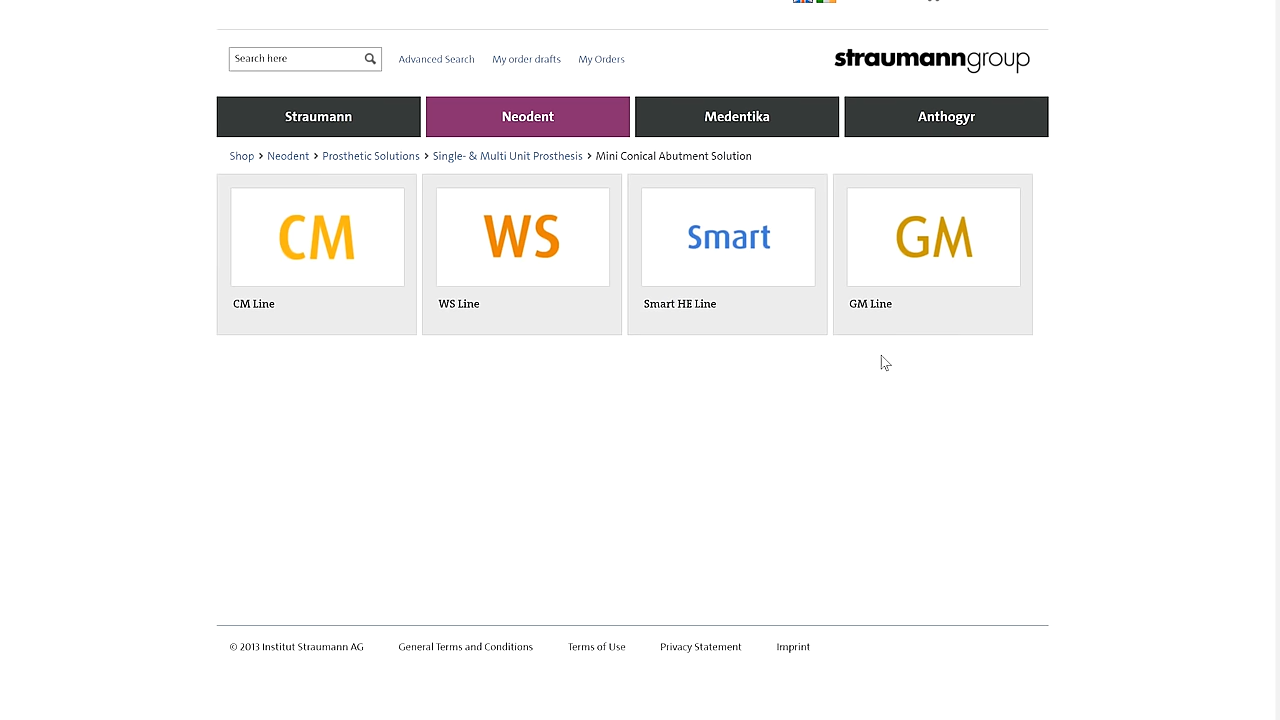 Search here
Advanced Search
My order drafts
My Orders
straumanngroup
Straumann
Neodent
Medentika
Anthogyr
Shop > Neodent > Prosthetic Solutions > Single- & Multi Unit Prosthesis > Mini Conical Abutment Solution
CM
WS
Smart
GM
CM Line
WS Line
Smart HE Line
GM Line
© 2013 Institut Straumann AG
General Terms and Conditions
Terms of Use
Privacy Statement
Imprint